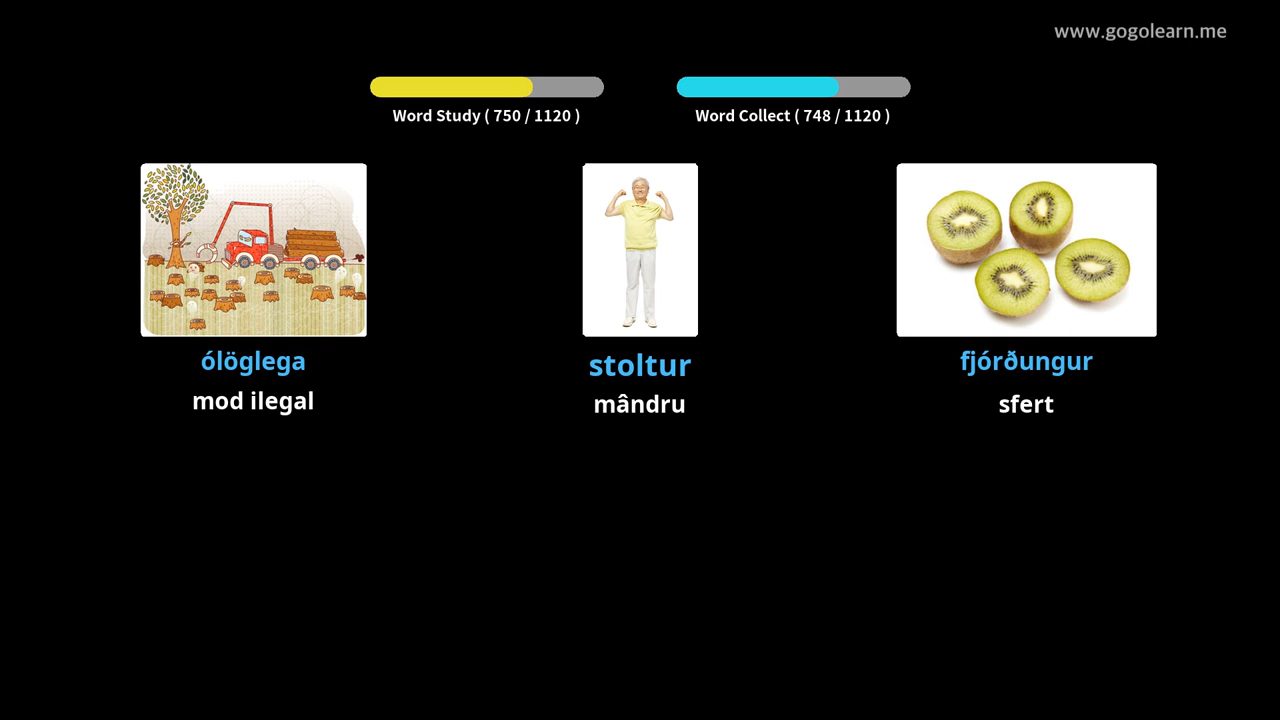 www.gogolearn.me
Word Study ( 750 / 1120 )
Word Collect ( 748 / 1120 )
ólöglega
stoltur
fjórðungur
mod ilegal
mândru
sfert